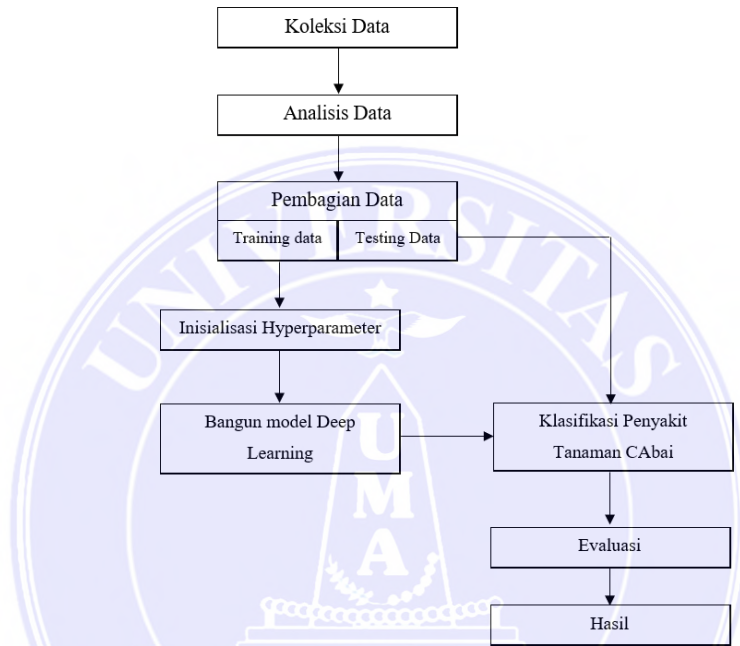 Koleksi Data
Analisis Data
Pembagian Data
Training data
Testing Data
Inisialisasi Hyperparameter
Bangun model Deep
Learning
Klasifikasi Penyakit
Tanaman CAbai
Evaluasi
Hasil
UNIVERSITAS
U
M
A